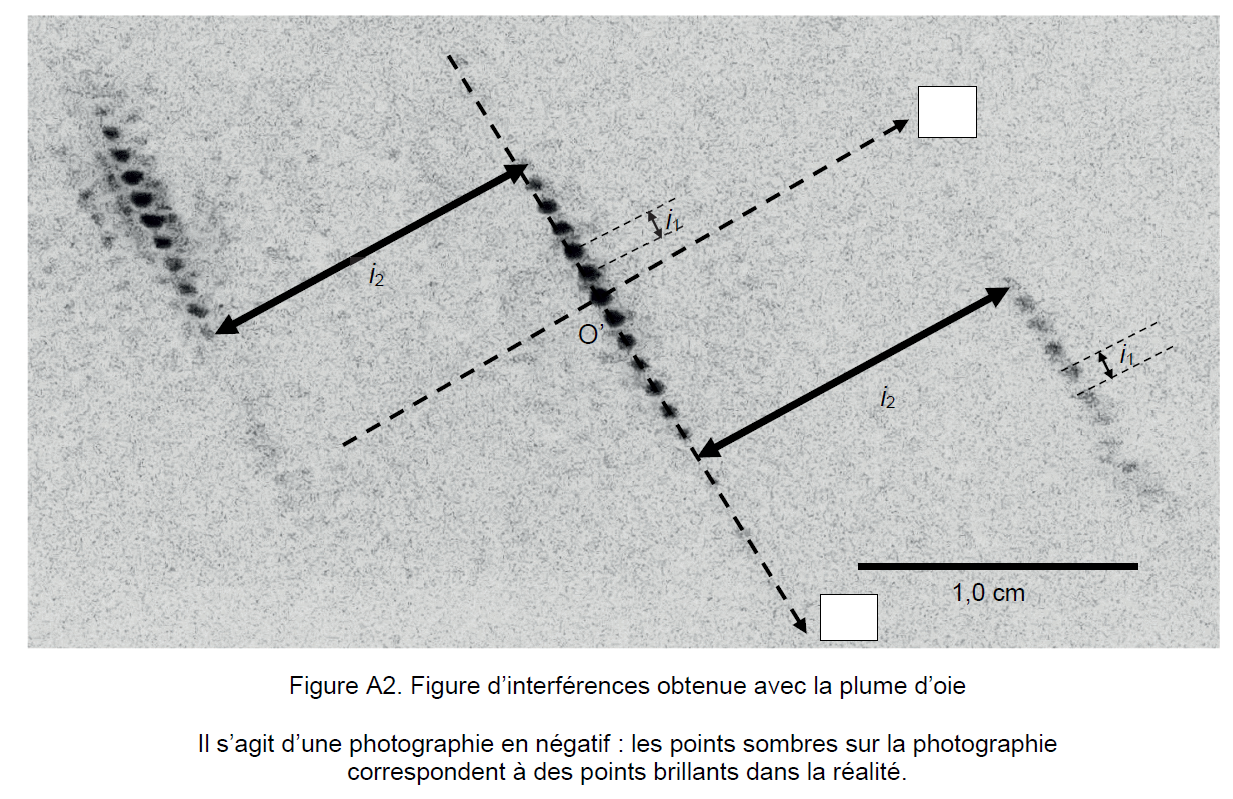 i₁
i₂
O’
i₁
i₂
1,0 cm
Figure A2. Figure d’interférences obtenue avec la plume d’oie
Il s’agit d’une photographie en négatif : les points sombres sur la photographie
correspondent à des points brillants dans la réalité.